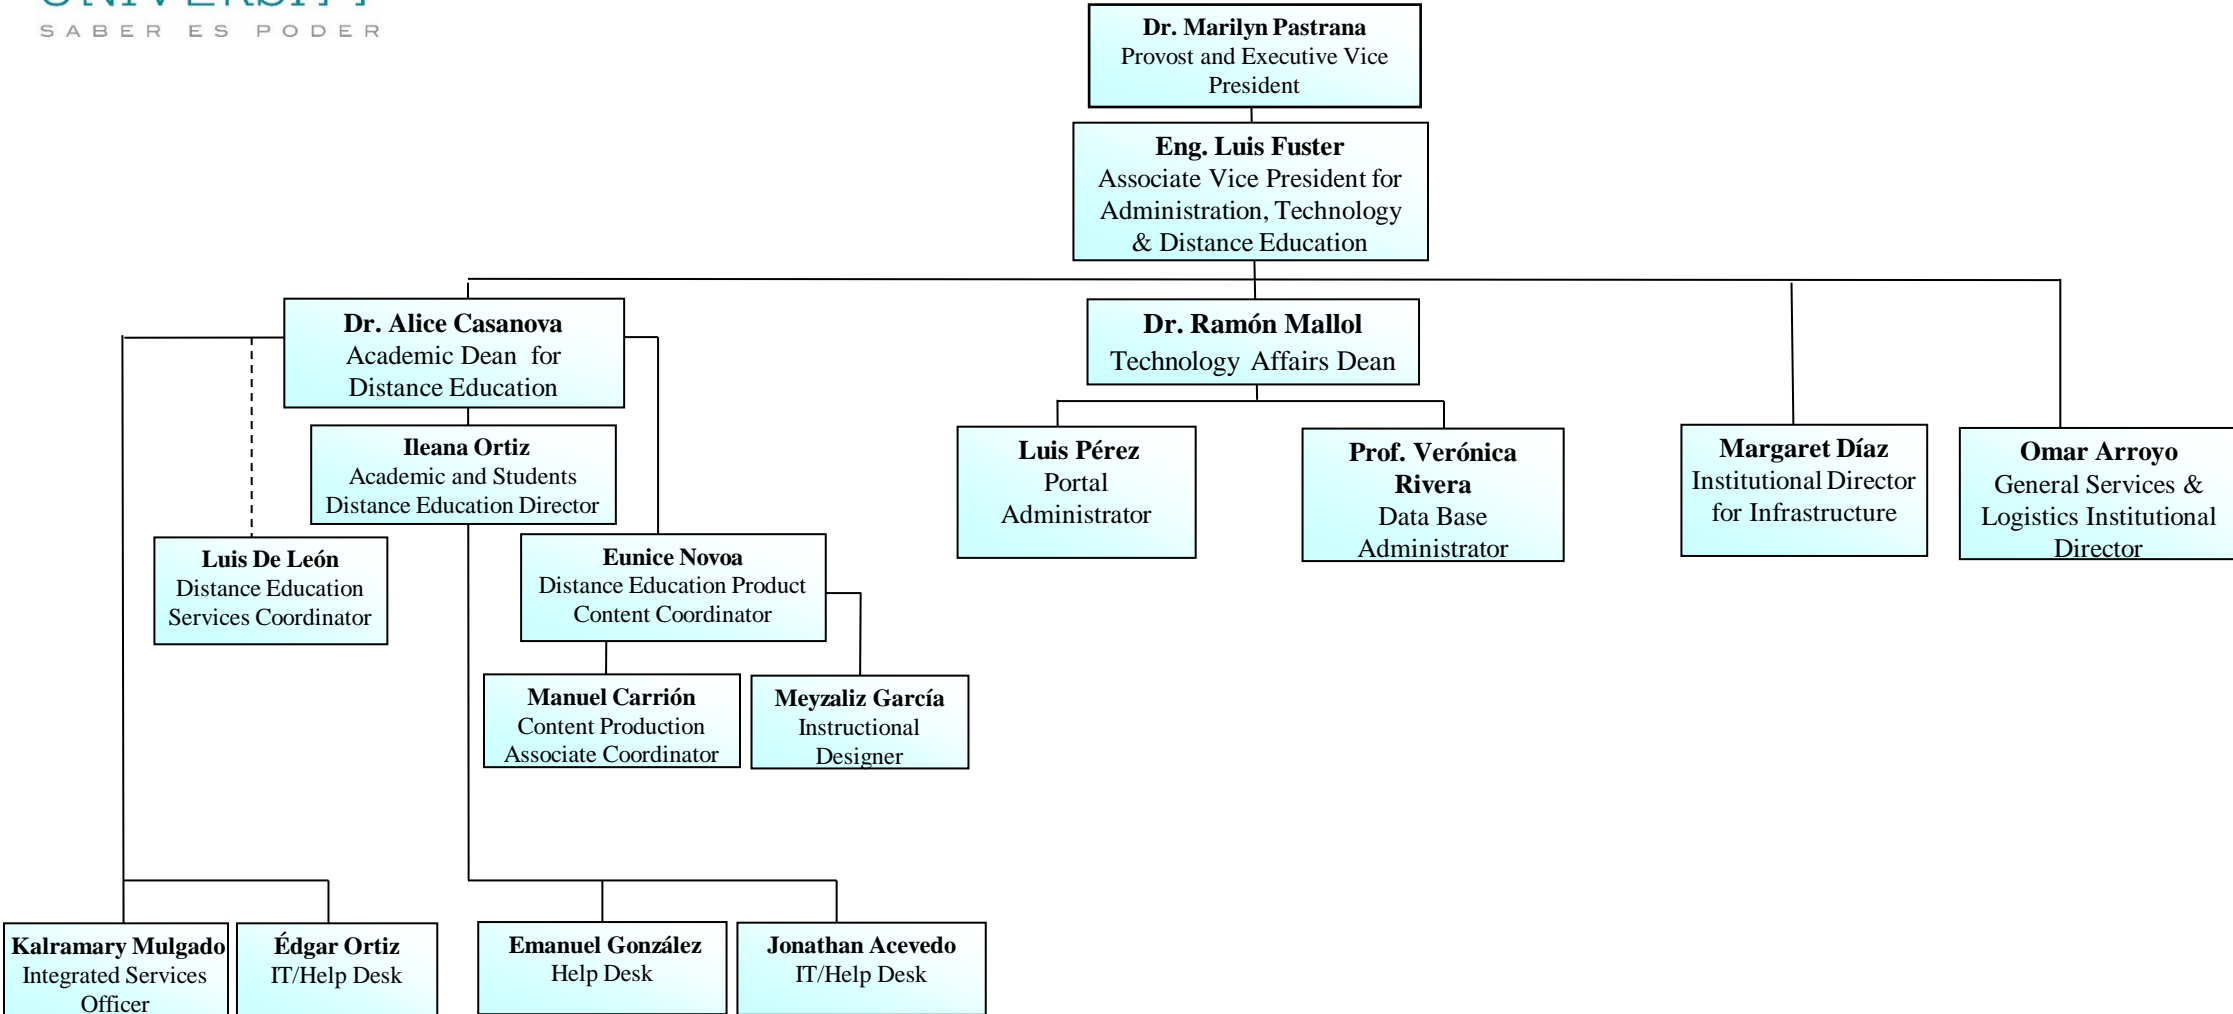 UNIVERSITY
SABER ES PODER
Dr. Marilyn Pastrana
Provost and Executive Vice
President
Eng. Luis Fuster
Associate Vice President for
Administration, Technology
& Distance Education
Dr. Alice Casanova
Academic Dean for
Distance Education
Dr. Ramón Mallol
Technology Affairs Dean
Ileana Ortiz
Academic and Students
Distance Education Director
Luis Pérez
Portal
Administrator
Prof. Verónica
Rivera
Data Base
Administrator
Margaret Díaz
Institutional Director
for Infrastructure
Omar Arroyo
General Services &
Logistics Institutional
Director
Luis De León
Distance Education
Services Coordinator
Eunice Novoa
Distance Education Product
Content Coordinator
Manuel Carrión
Content Production
Associate Coordinator
Meyzaliz García
Instructional
Designer
Kalramary Mulgado
Integrated Services
Officer
Édgar Ortiz
IT/Help Desk
Emanuel González
Help Desk
Jonathan Acevedo
IT/Help Desk